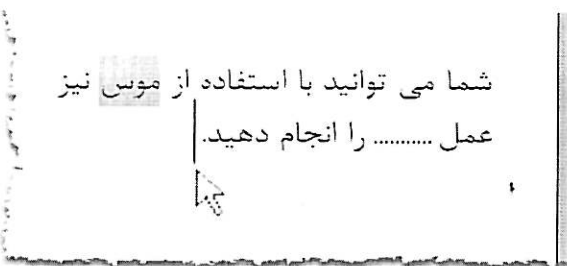 شما می توانید با استفاده از موس نیز
عمل ........... را انجام دهید.